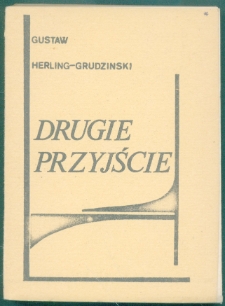 GUSTAW
HERLING-GRUDZINSKI
DRUGIE
PRZYJŚCIE